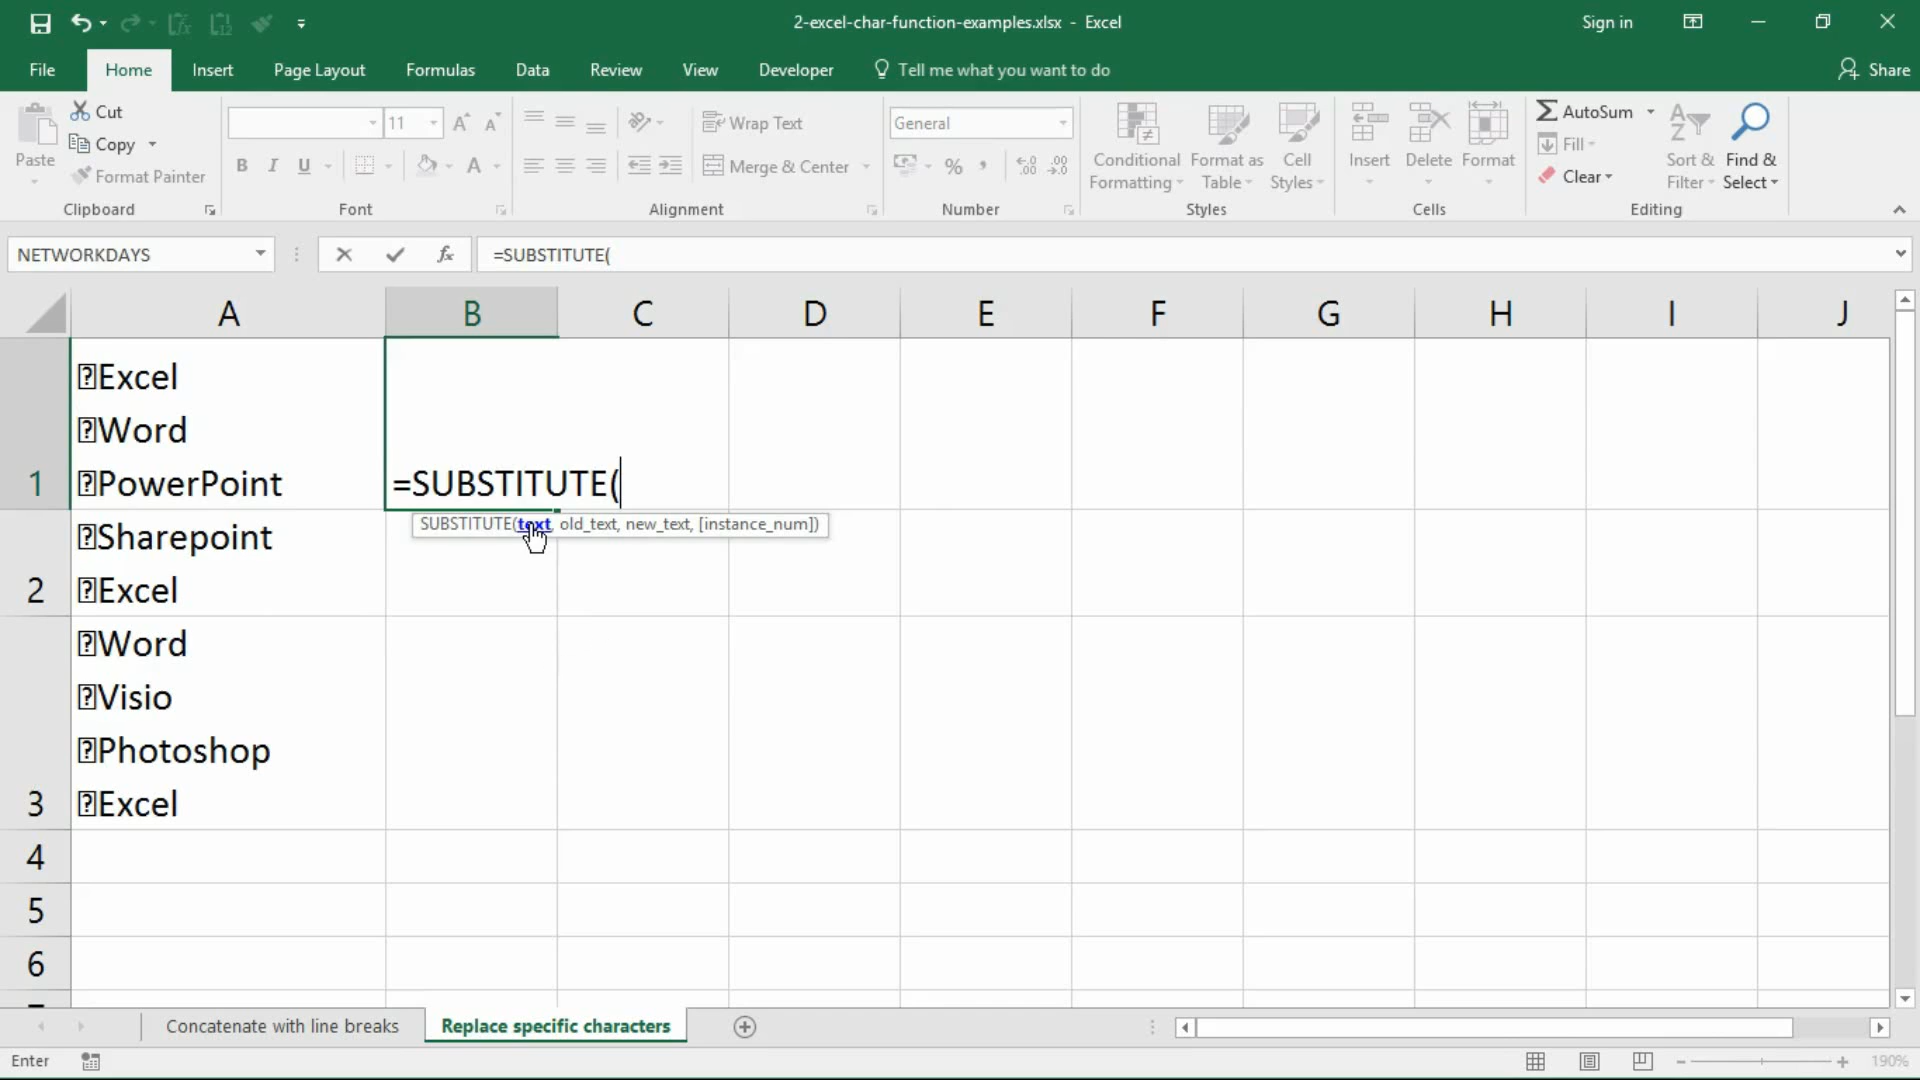 2-excel-char-function-examples.xlsx - Excel
Sign in
File Home Insert Page Layout Formulas Data Review View Developer Tell me what you want to do Share
Paste
Cut
Copy
Format Painter
Clipboard
11
B I U A
Font
Wrap Text
Merge & Center
Alignment
General
%
Number
Conditional Formatting
Format as Table
Cell Styles
Styles
Insert Delete Format
Cells
AutoSum
Fill
Clear
Sort & Filter
Find & Select
Editing
NETWORKDAYS fx =SUBSTITUTE(
A B C D E F G H I J
Excel
Word
1 PowerPoint =SUBSTITUTE(
SUBSTITUTE(text, old_text, new_text, [instance_num])
Sharepoint
2 Excel
Word
Visio
Photoshop
3 Excel
4
5
6
Concatenate with line breaks Replace specific characters
Enter 190%